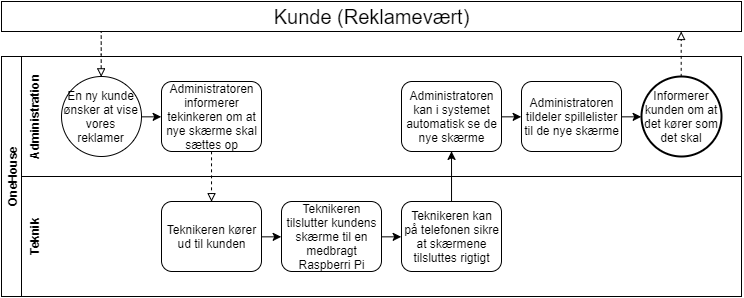 Kunde (Reklamevært)
OneHouse
Administration
En ny kunde
ønsker at vise
vores
reklamer
Administratoren
informerer
tekinkeren om at
nye skærme skal
sættes op
Administratoren
kan i systemet
automatisk se de
nye skærme
Administratoren
tildeler spillelister
til de nye skærme
Informerer
kunden om at
det kører som
det skal
Teknik
Teknikeren kører
ud til kunden
Teknikeren
tilslutter kundens
skærme til en
medbragt
Raspberri Pi
Teknikeren kan
på telefonen sikre
at skærmene
tilsluttes rigtigt